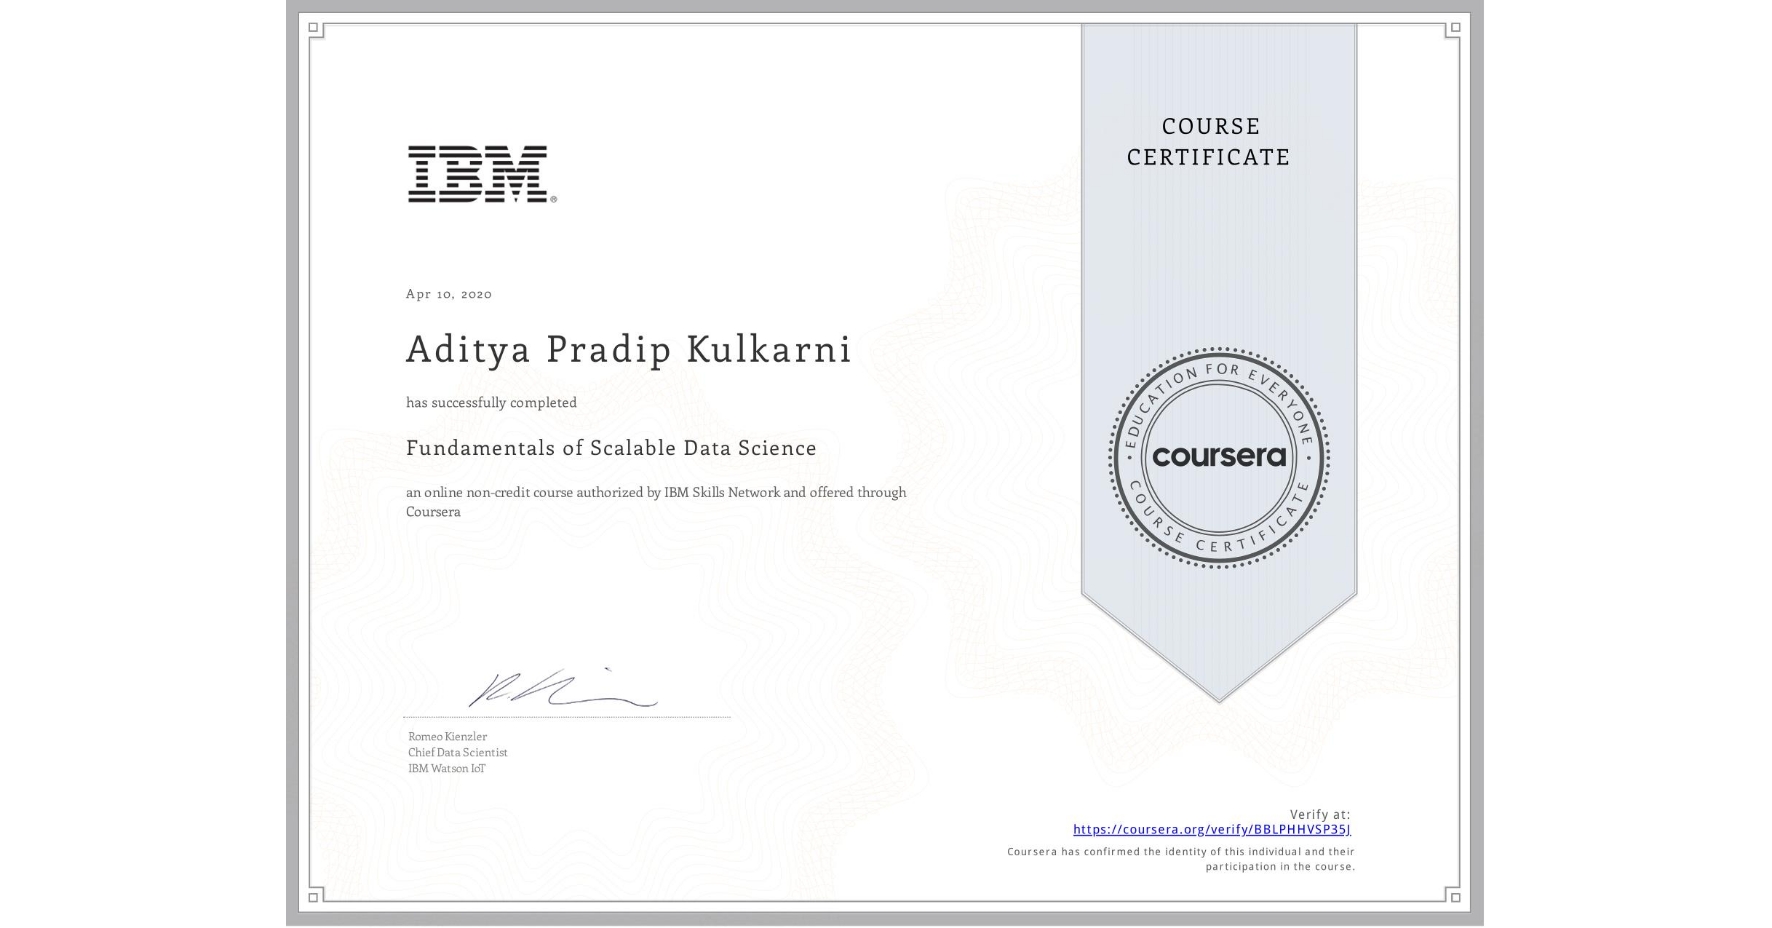 IBM®
COURSE
CERTIFICATE
Apr 10, 2020
Aditya Pradip Kulkarni
has successfully completed
Fundamentals of Scalable Data Science
an online non-credit course authorized by IBM Skills Network and offered through
Coursera
EDUCATION FOR EVERYONE
coursera
COURSE CERTIFICATE
Romeo Kienzler
Chief Data Scientist
IBM Watson IoT
Verify at:
https://coursera.org/verify/BBLPHHVSP35J
Coursera has confirmed the identity of this individual and their
participation in the course.